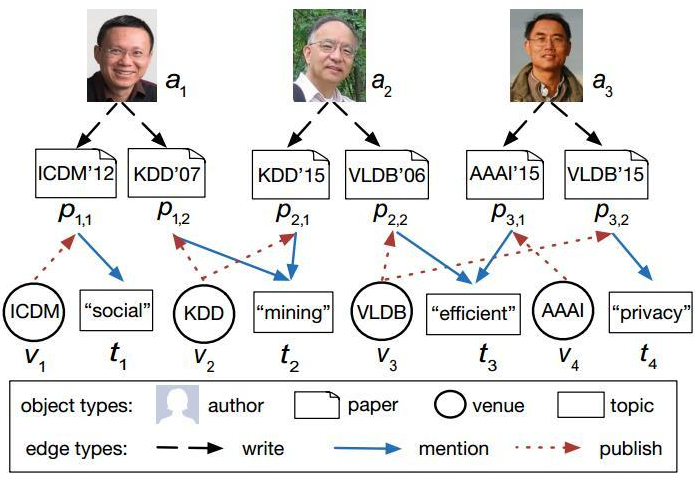 a1 a2 a3
ICDM’12 KDD’07 KDD’15 VLDB’06 AAAI’15 VLDB’15
p1,1 p1,2 p2,1 p2,2 p3,1 p3,2
ICDM “social” KDD “mining” VLDB “efficient” AAAI “privacy”
v1 t1 v2 t2 v3 t3 v4 t4
object types: author paper venue topic
edge types: write mention publish